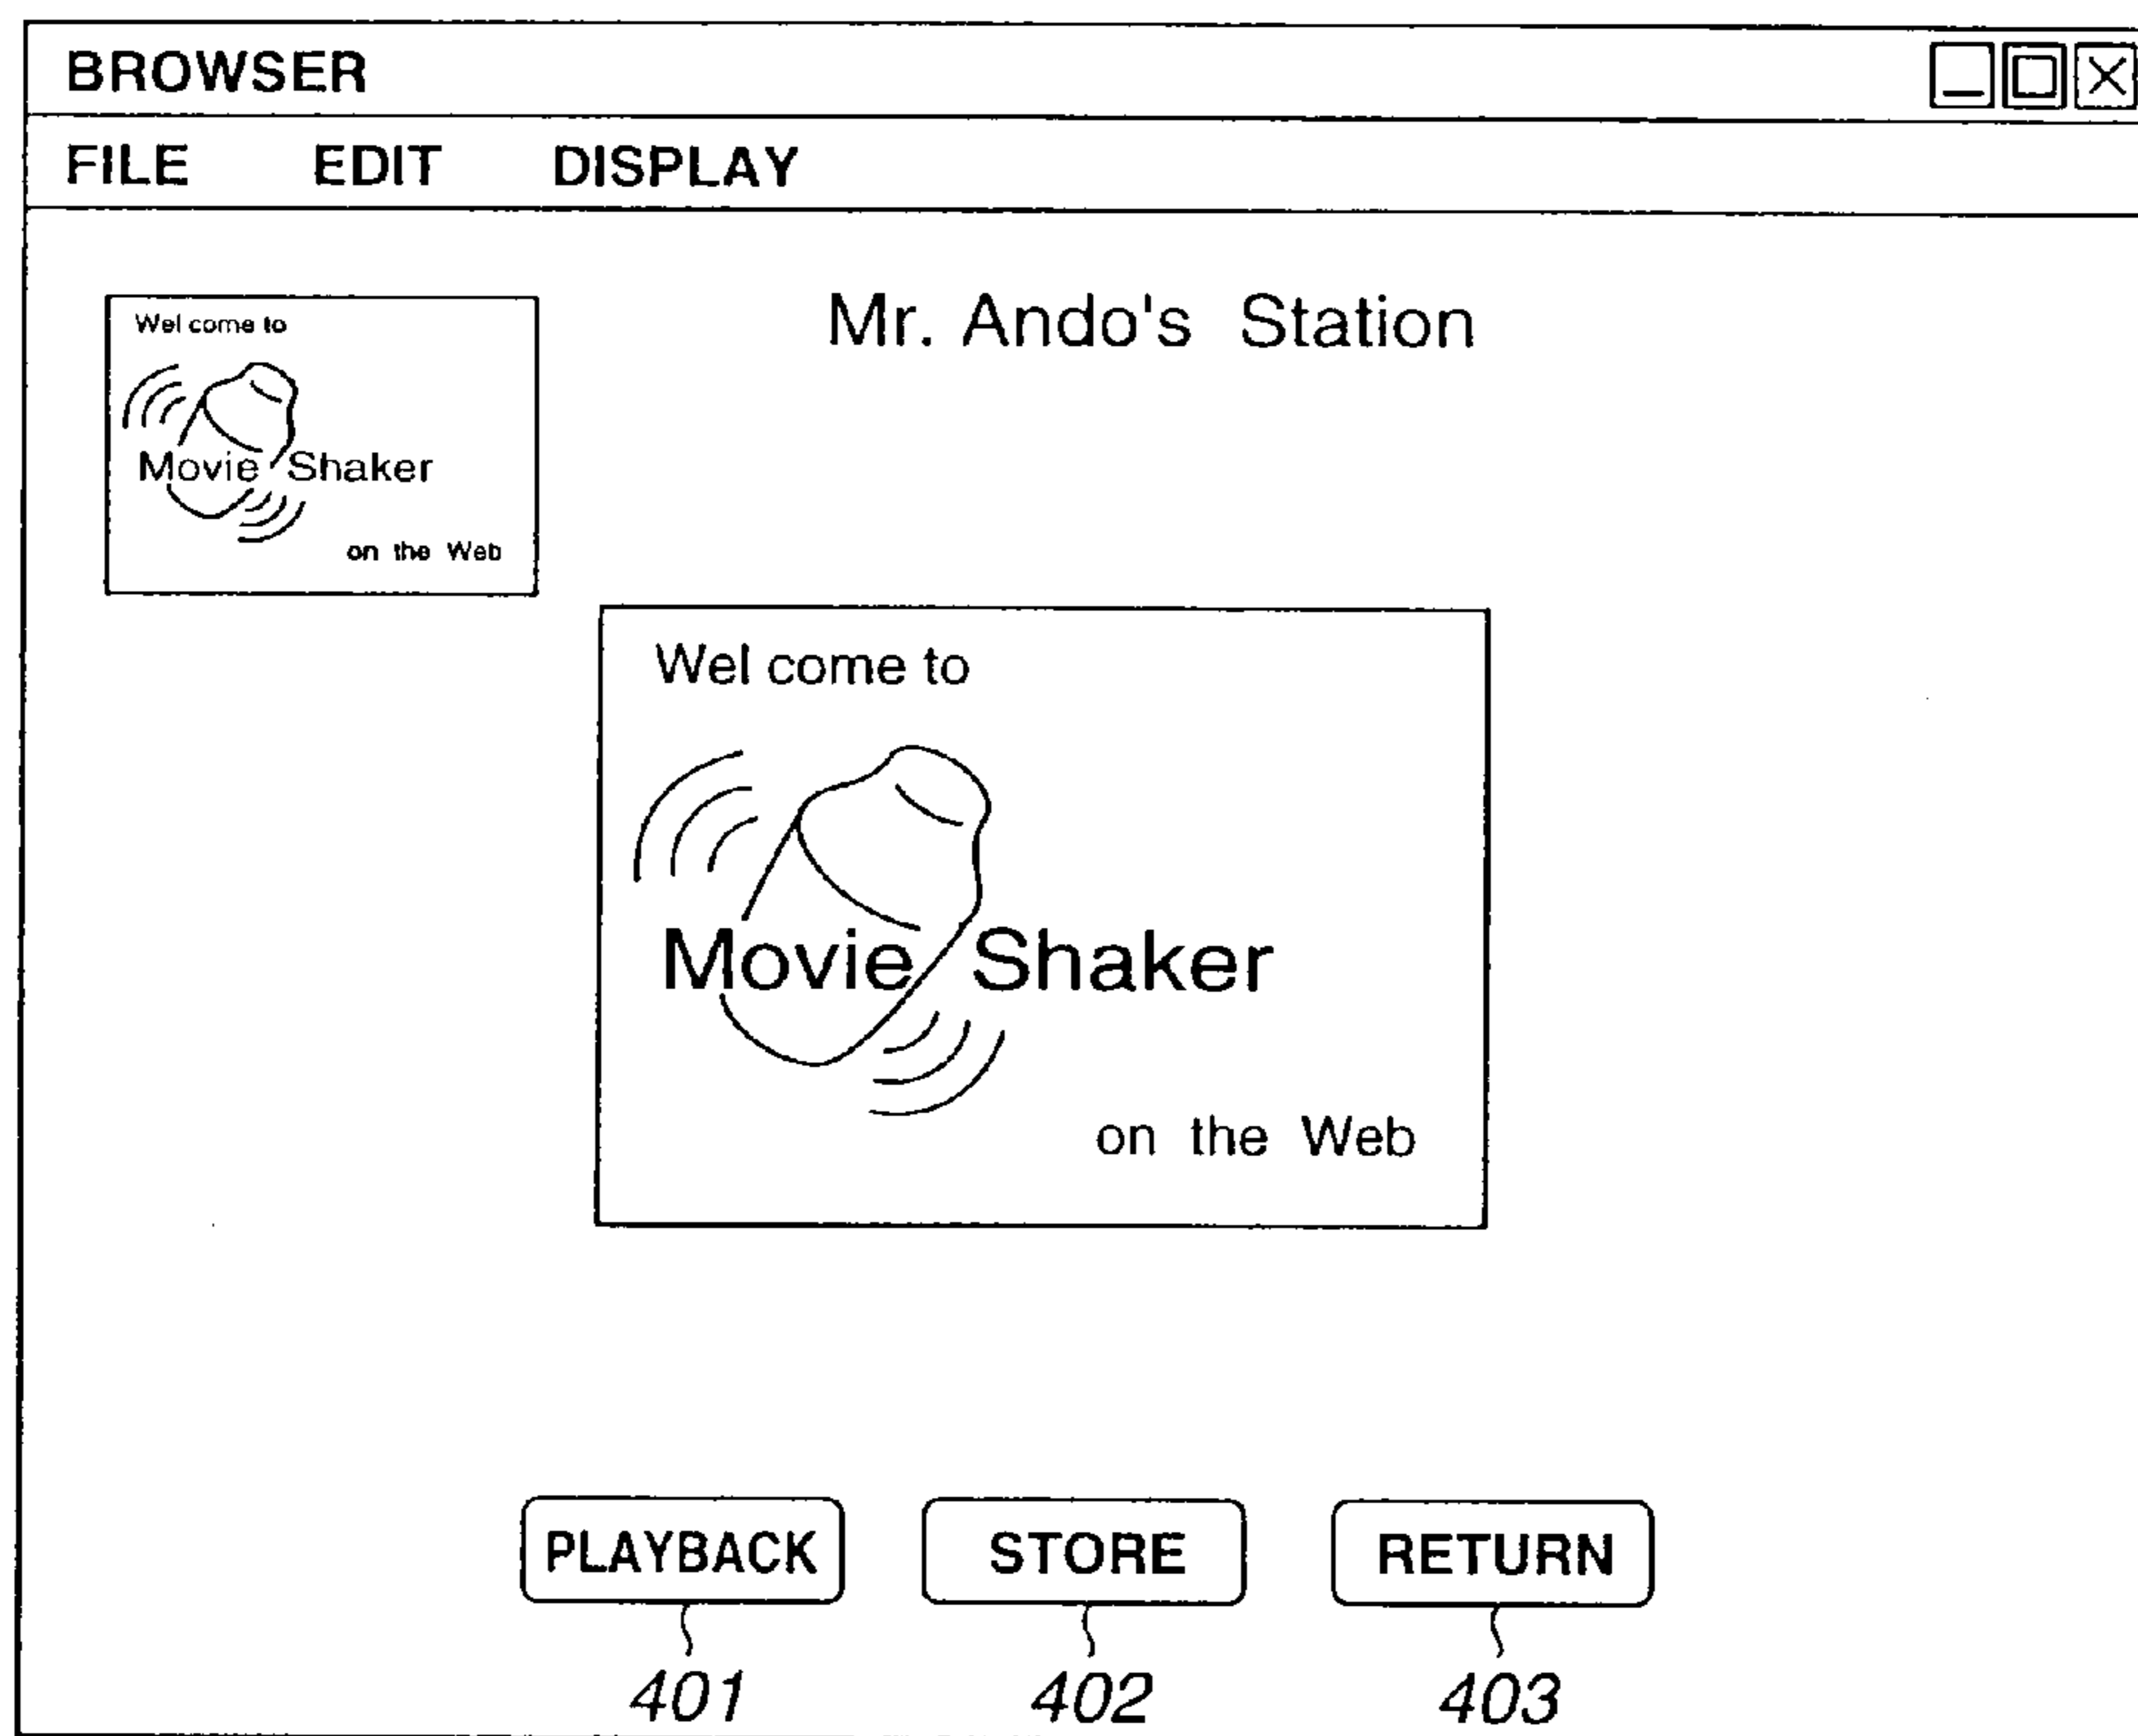 BROWSER
FILE EDIT DISPLAY
Mr. Ando's Station
Wel come to
Movie Shaker
on the Web
Wel come to
Movie Shaker
on the Web
PLAYBACK STORE RETURN
401 402 403